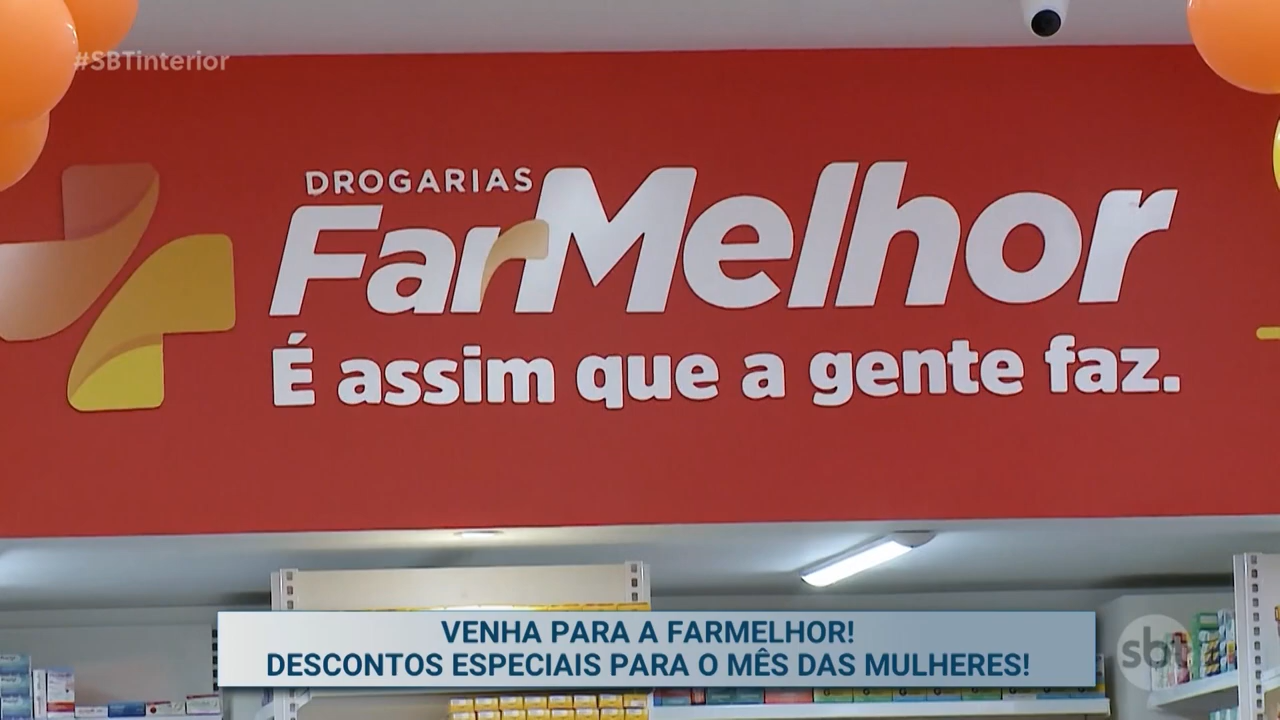 #SBTinterior
DROGARIAS
FarMelhor
É assim que a gente faz.
VENHA PARA A FARMELHOR!
DESCONTOS ESPECIAIS PARA O MÊS DAS MULHERES!
sbt